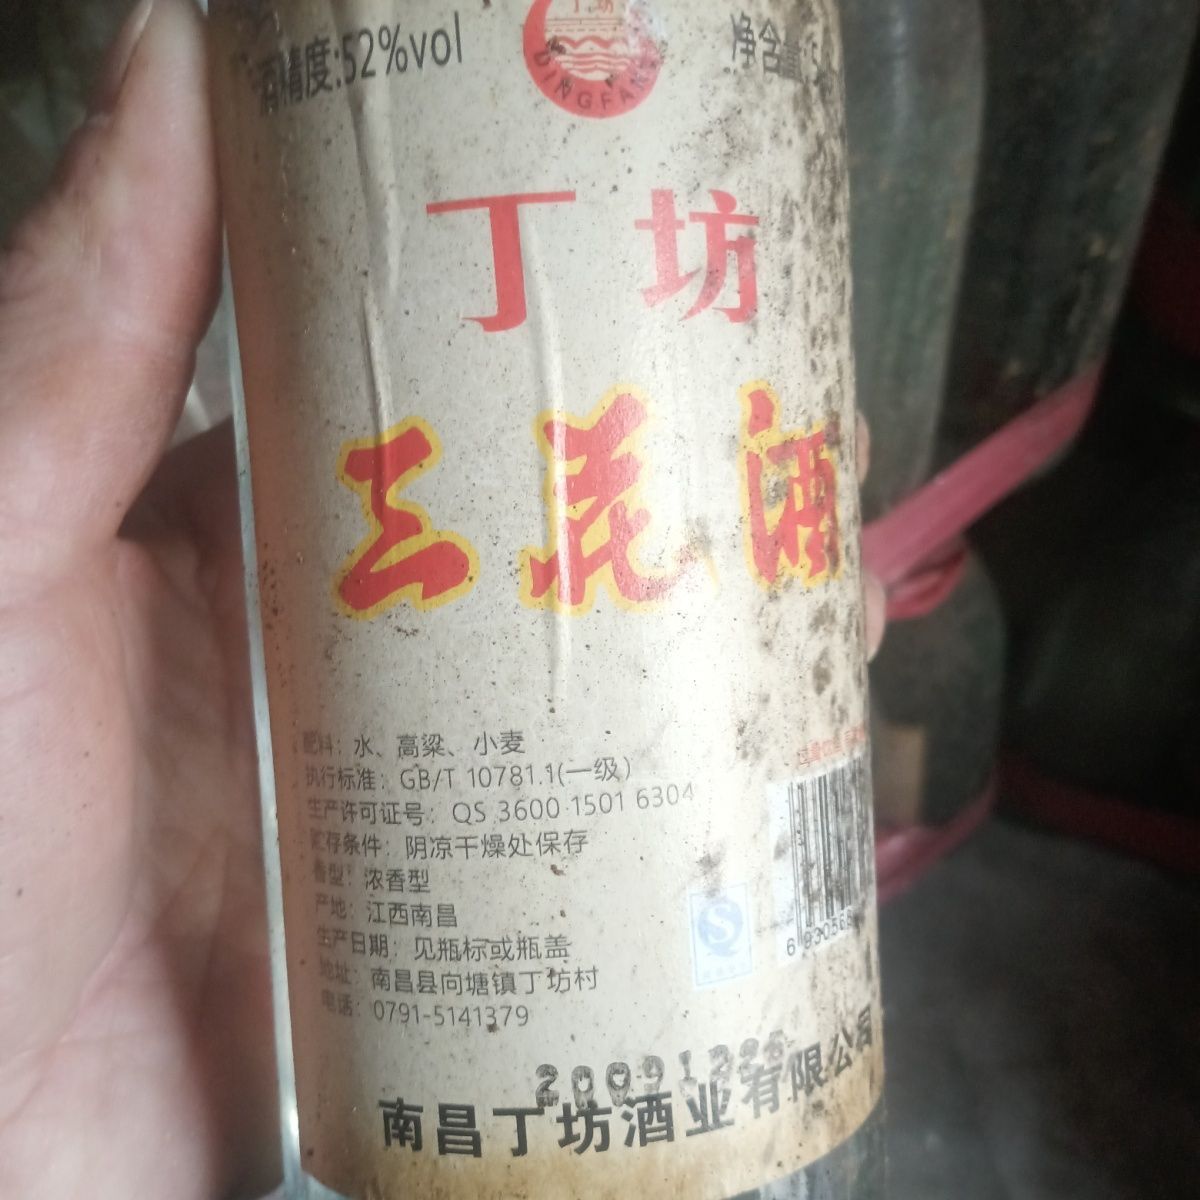 酒精度:52%vol
丁坊
DINGFANG
净含量
丁坊
三花酒
配料：水、高粱、小麦
执行标准：GB/T 10781.1(一级)
生产许可证号：QS 3600 1501 6304
贮存条件：阴凉干燥处保存
香型：浓香型
产地：江西南昌
生产日期：见瓶标或瓶盖
地址：南昌县向塘镇丁坊村
电话：0791-5141379
南昌丁坊酒业有限公司